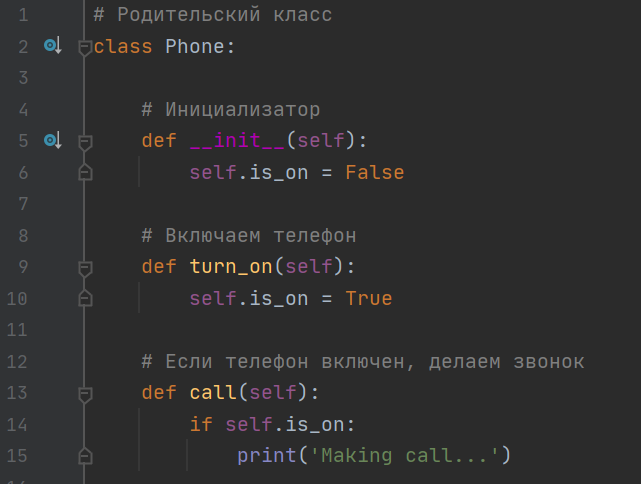 1 # Родительский класс
2 class Phone:
3
4     # Инициализатор
5     def __init__(self):
6         self.is_on = False
7
8     # Включаем телефон
9     def turn_on(self):
10         self.is_on = True
11
12     # Если телефон включен, делаем звонок
13     def call(self):
14         if self.is_on:
15             print('Making call...')